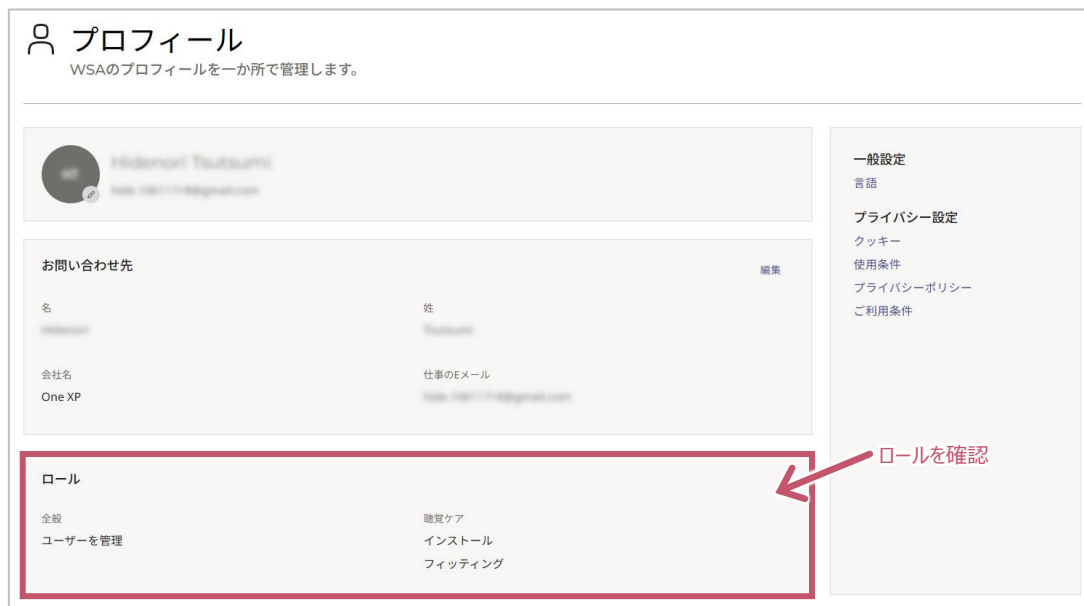 プロフィール
WSAのプロフィールを一か所で管理します。
お問い合わせ先
編集
名
姓
会社名
仕事のEメール
One XP
ロール
全般
聴覚ケア
ユーザーを管理
インストール
フィッティング
一般設定
言語
プライバシー設定
クッキー
使用条件
プライバシーポリシー
ご利用条件
ロールを確認